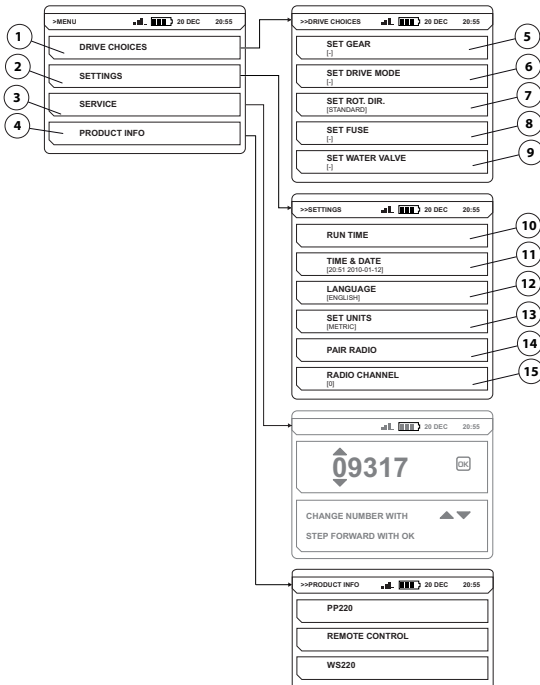 >MENU 20 DEC 20:55
1 DRIVE CHOICES
2 SETTINGS
3 SERVICE
4 PRODUCT INFO
>>DRIVE CHOICES 20 DEC 20:55
SET GEAR 5
[-]
SET DRIVE MODE 6
[-]
SET ROT. DIR. 7
[STANDARD]
SET FUSE 8
[-]
SET WATER VALVE 9
[-]
>>SETTINGS 20 DEC 20:55
RUN TIME 10
TIME & DATE 11
[20:51 2010-01-12]
LANGUAGE 12
[ENGLISH]
SET UNITS 13
[METRIC]
PAIR RADIO 14
RADIO CHANNEL 15
[0]
20 DEC 20:55
09317 OK
CHANGE NUMBER WITH
STEP FORWARD WITH OK
>>PRODUCT INFO 20 DEC 20:55
PP220
REMOTE CONTROL
WS220